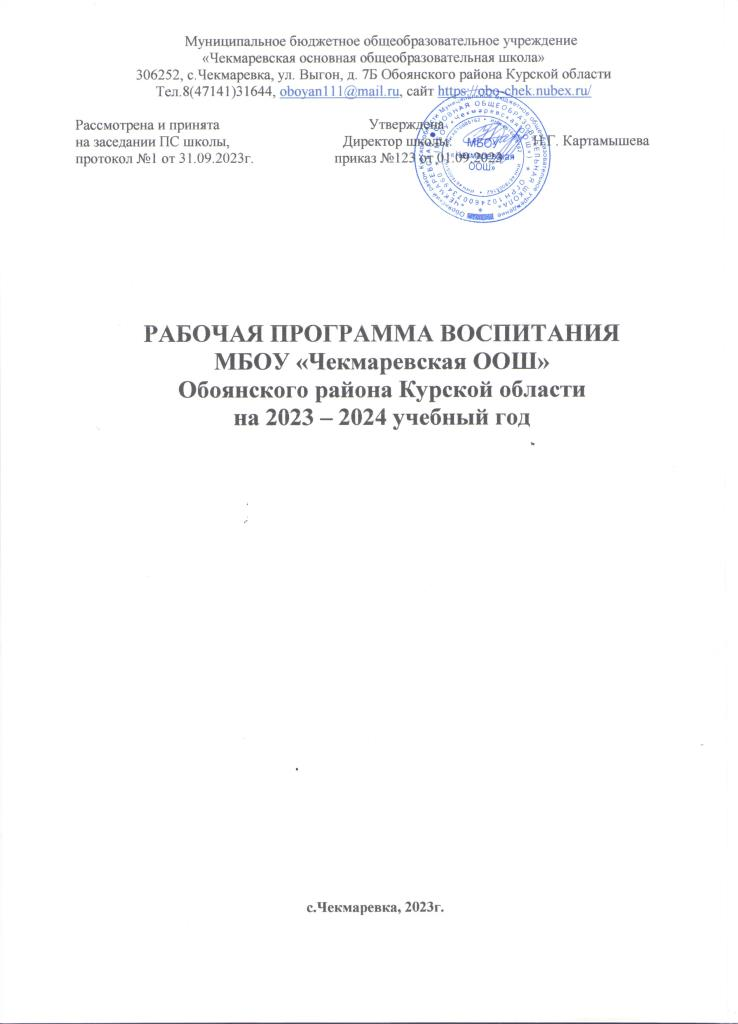 Муниципальное бюджетное общеобразовательное учреждение
«Чекмаревская основная общеобразовательная школа»
306252, с.Чекмаревка, ул. Выгон, д. 7Б Обоянского района Курской области
Тел.8(47141)31644, oboyan111@mail.ru, сайт https://obo-chek.nubex.ru/
Рассмотрена и принята Утверждена
на заседании ПС школы, Директор школы: Н.Г. Картамышева
протокол №1 от 31.09.2023г. приказ №123 от 01.09.
МБОУ
«Чекмаревская
ООШ»
РАБОЧАЯ ПРОГРАММА ВОСПИТАНИЯ
МБОУ «Чекмаревская ООШ»
Обоянского района Курской области
на 2023 – 2024 учебный год
с.Чекмаревка, 2023г.